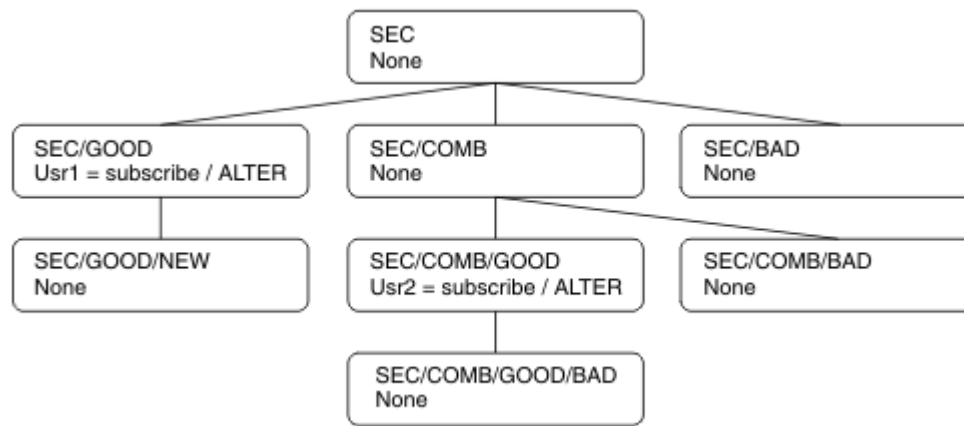 SEC
None
SEC/GOOD
Usr1 = subscribe / ALTER
SEC/COMB
None
SEC/BAD
None
SEC/GOOD/NEW
None
SEC/COMB/GOOD
Usr2 = subscribe / ALTER
SEC/COMB/BAD
None
SEC/COMB/GOOD/BAD
None